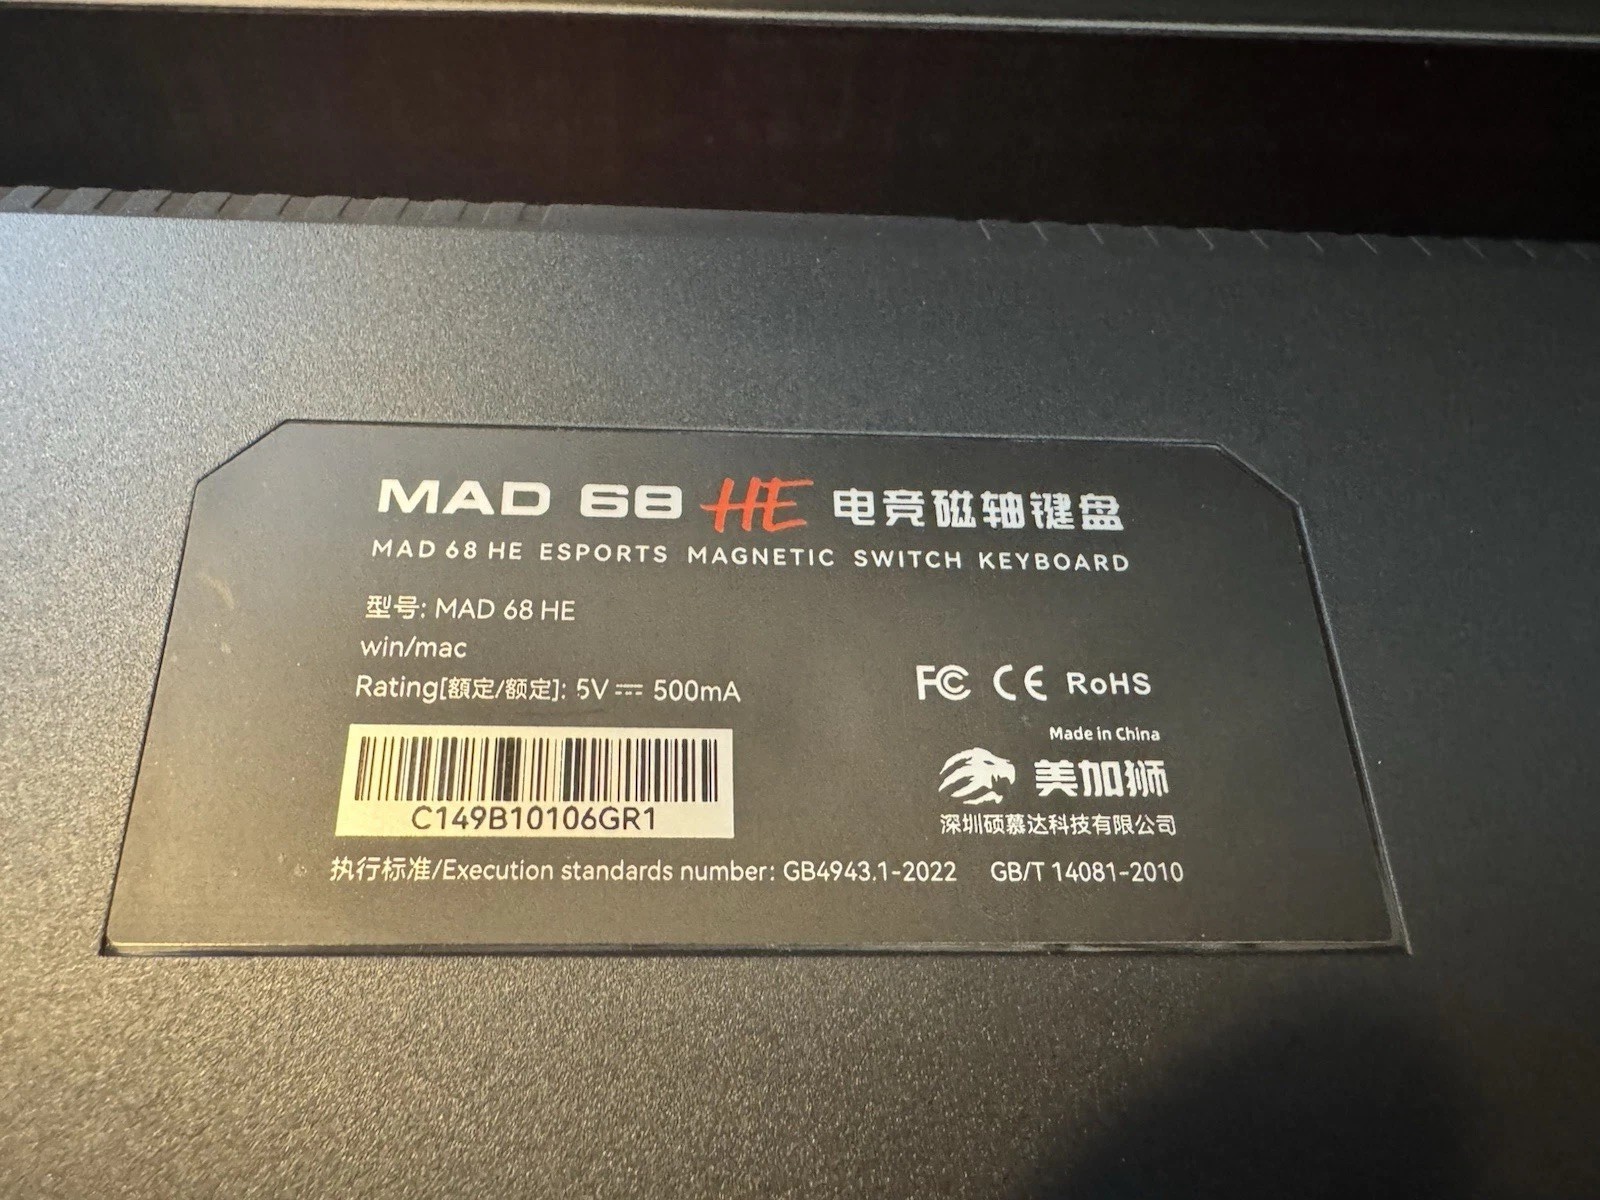 MAD 68 HE 电竞磁轴键盘
MAD 68 HE ESPORTS MAGNETIC SWITCH KEYBOARD
型号: MAD 68 HE
win/mac
Rating[額定/额定]: 5V ⎓ 500mA
FC CE RoHS
Made in China
美加狮
深圳硕慕达科技有限公司
C149B10106GR1
执行标准/Execution standards number: GB4943.1-2022 GB/T 14081-2010